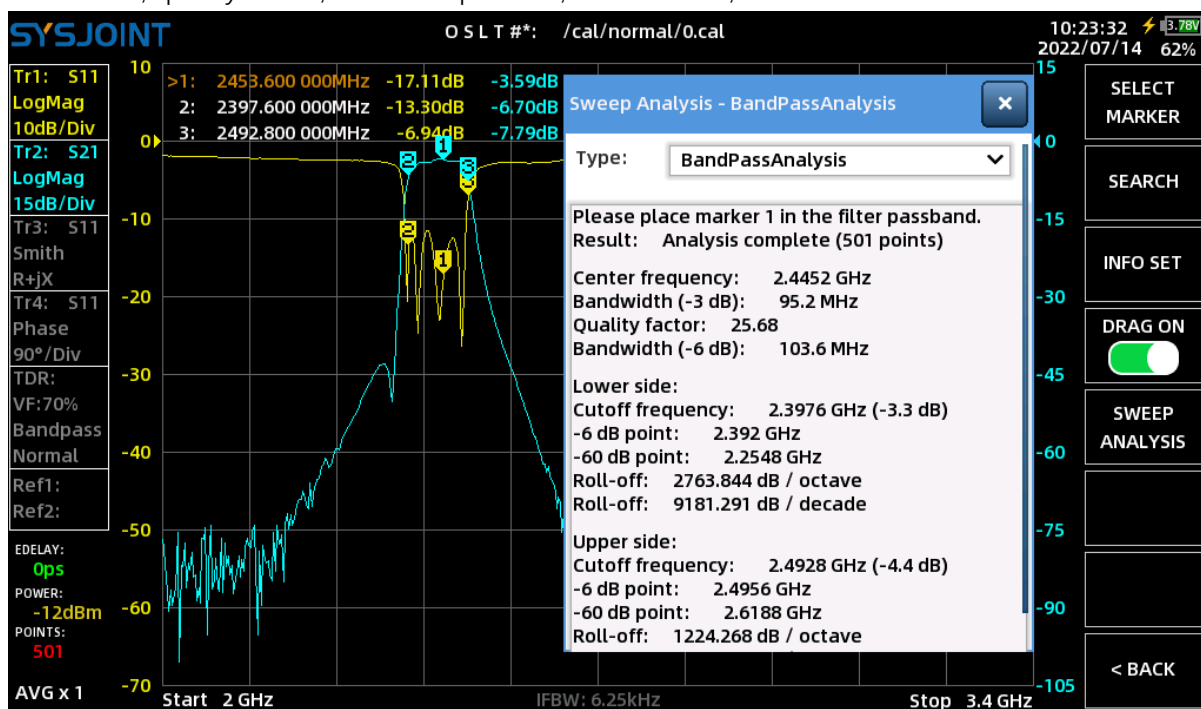 SYSJOINT
O S L T #*: /cal/normal/0.cal
10:23:32 3.78V
2022/07/14 62%
Tr1: S11
LogMag
10dB/Div
Tr2: S21
LogMag
15dB/Div
Tr3: S11
Smith
R+jX
Tr4: S11
Phase
90°/Div
TDR:
VF:70%
Bandpass
Normal
Ref1:
Ref2:
EDELAY:
0ps
POWER:
-12dBm
POINTS:
501
AVG x 1
10
0
-10
-20
-30
-40
-50
-60
-70
>1: 2453.600 000MHz -17.11dB -3.59dB
2: 2397.600 000MHz -13.30dB -6.70dB
3: 2492.800 000MHz -6.94dB -7.79dB
2
1
3
3
2
1
Start 2 GHz
IFBW: 6.25kHz
Stop 3.4 GHz
Sweep Analysis - BandPassAnalysis
×
Type: BandPassAnalysis
Please place marker 1 in the filter passband.
Result: Analysis complete (501 points)
Center frequency: 2.4452 GHz
Bandwidth (-3 dB): 95.2 MHz
Quality factor: 25.68
Bandwidth (-6 dB): 103.6 MHz
Lower side:
Cutoff frequency: 2.3976 GHz (-3.3 dB)
-6 dB point: 2.392 GHz
-60 dB point: 2.2548 GHz
Roll-off: 2763.844 dB / octave
Roll-off: 9181.291 dB / decade
Upper side:
Cutoff frequency: 2.4928 GHz (-4.4 dB)
-6 dB point: 2.4956 GHz
-60 dB point: 2.6188 GHz
Roll-off: 1224.268 dB / octave
15
0
-15
-30
-45
-60
-75
-90
-105
SELECT
MARKER
SEARCH
INFO SET
DRAG ON
SWEEP
ANALYSIS
< BACK